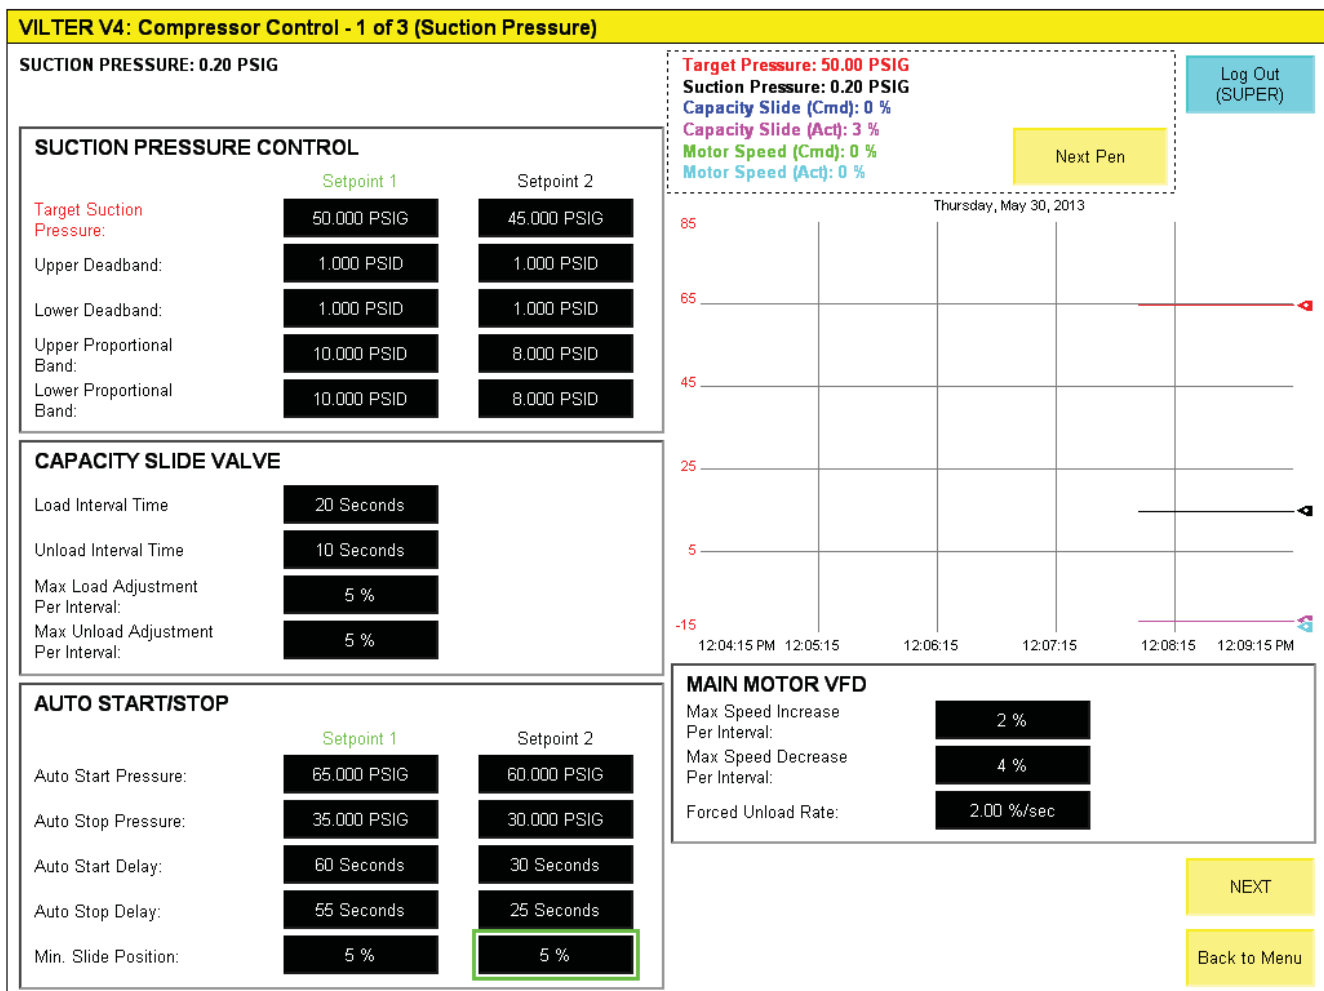 VILTER V4: Compressor Control - 1 of 3 (Suction Pressure)
SUCTION PRESSURE: 0.20 PSIG
Target Pressure: 50.00 PSIG
Suction Pressure: 0.20 PSIG
Capacity Slide (Cmd): 0 %
Capacity Slide (Act): 3 %
Motor Speed (Cmd): 0 %
Motor Speed (Act): 0 %
Next Pen
Log Out
(SUPER)
SUCTION PRESSURE CONTROL
Setpoint 1 Setpoint 2
Target Suction
Pressure:
50.000 PSIG 45.000 PSIG
Upper Deadband: 1.000 PSID 1.000 PSID
Lower Deadband: 1.000 PSID 1.000 PSID
Upper Proportional
Band:
10.000 PSID 8.000 PSID
Lower Proportional
Band:
10.000 PSID 8.000 PSID
CAPACITY SLIDE VALVE
Load Interval Time 20 Seconds
Unload Interval Time 10 Seconds
Max Load Adjustment
Per Interval:
5 %
Max Unload Adjustment
Per Interval:
5 %
AUTO START/STOP
Setpoint 1 Setpoint 2
Auto Start Pressure: 65.000 PSIG 60.000 PSIG
Auto Stop Pressure: 35.000 PSIG 30.000 PSIG
Auto Start Delay: 60 Seconds 30 Seconds
Auto Stop Delay: 55 Seconds 25 Seconds
Min. Slide Position: 5 % 5 %
Thursday, May 30, 2013
85
65
45
25
5
-15
12:04:15 PM 12:05:15 12:06:15 12:07:15 12:08:15 12:09:15 PM
MAIN MOTOR VFD
Max Speed Increase
Per Interval:
2 %
Max Speed Decrease
Per Interval:
4 %
Forced Unload Rate: 2.00 %/sec
NEXT
Back to Menu